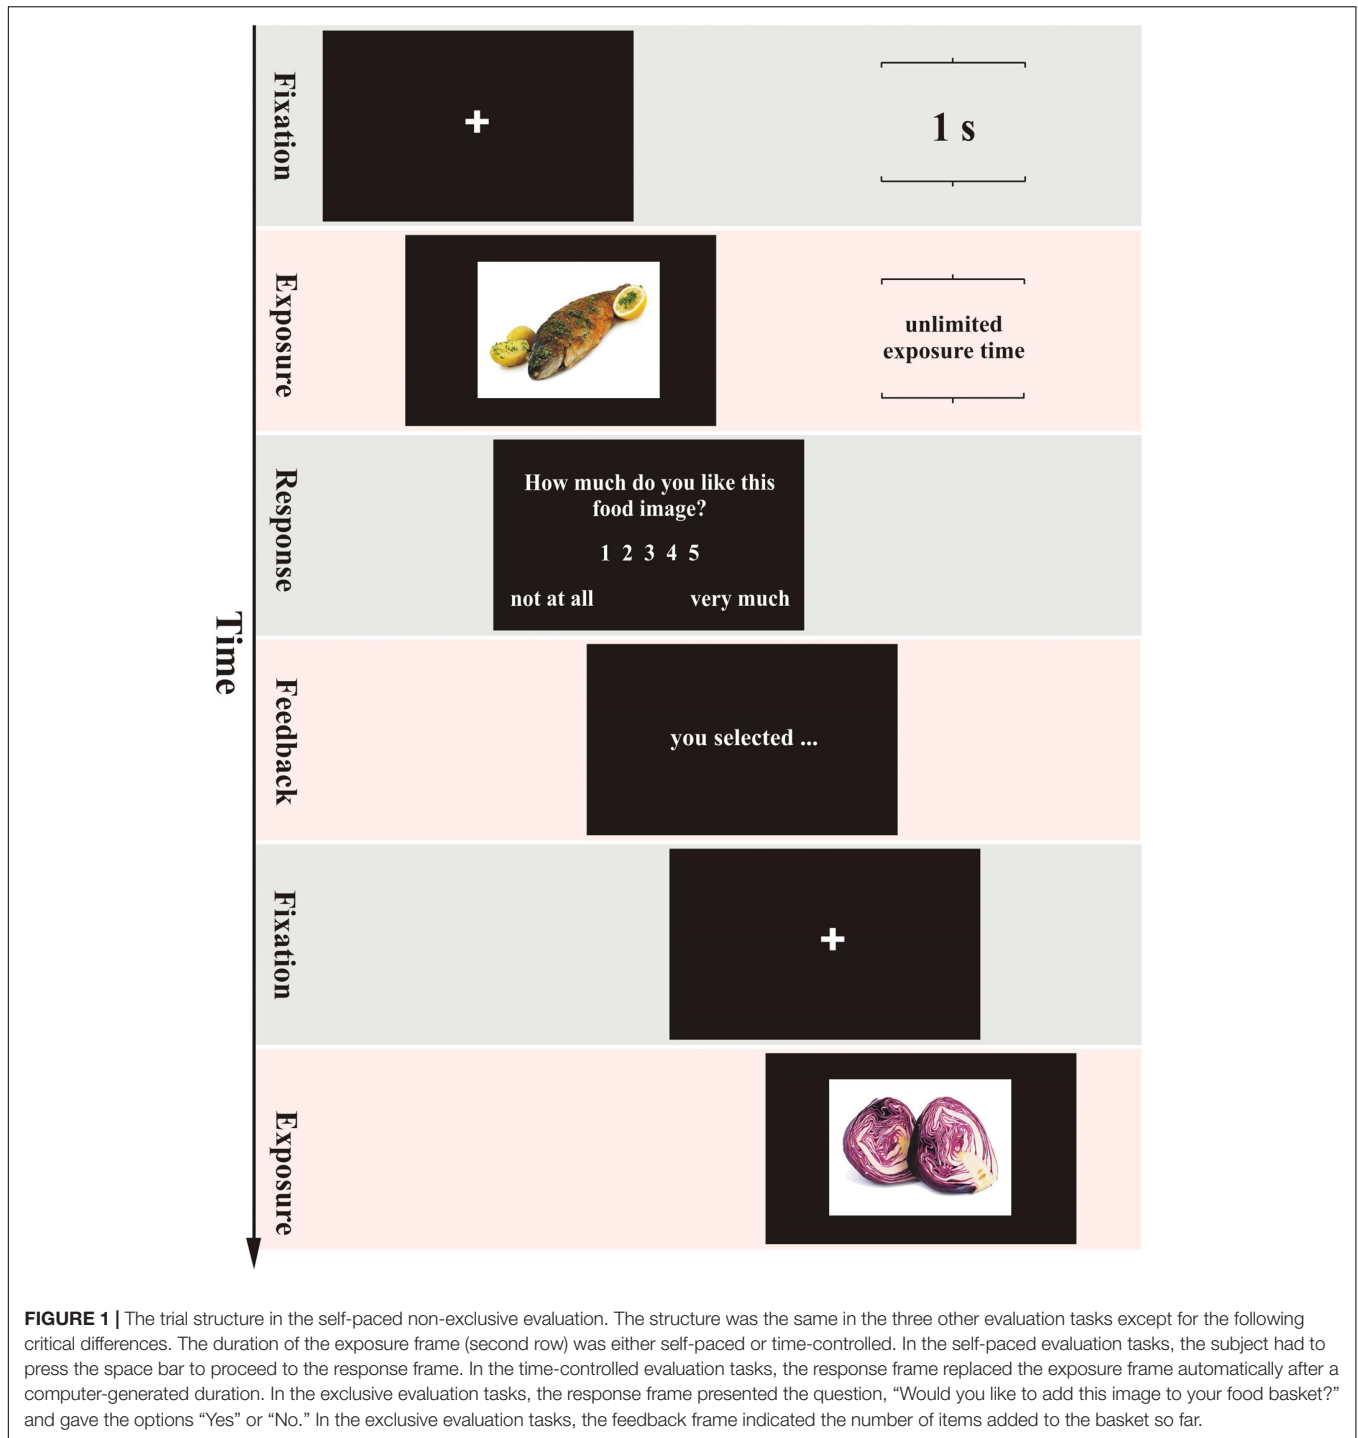 Fixation
+
1 s
Exposure
unlimited
exposure time
Response
How much do you like this
food image?
1 2 3 4 5
not at all very much
Time
Feedback
you selected ...
Fixation
+
Exposure
FIGURE 1 | The trial structure in the self-paced non-exclusive evaluation. The structure was the same in the three other evaluation tasks except for the following
critical differences. The duration of the exposure frame (second row) was either self-paced or time-controlled. In the self-paced evaluation tasks, the subject had to
press the space bar to proceed to the response frame. In the time-controlled evaluation tasks, the response frame replaced the exposure frame automatically after a
computer-generated duration. In the exclusive evaluation tasks, the response frame presented the question, “Would you like to add this image to your food basket?”
and gave the options “Yes” or “No.” In the exclusive evaluation tasks, the feedback frame indicated the number of items added to the basket so far.